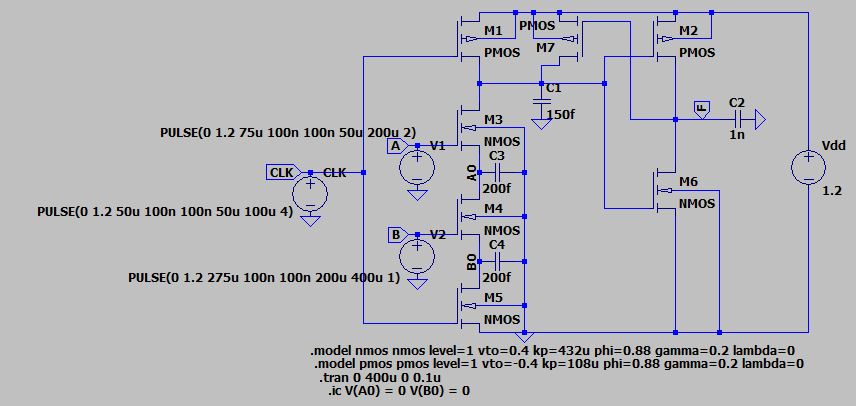 M1
PMOS
PMOS
M7
M2
PMOS
C1
150f
F
C2
1n
M3
NMOS
PULSE(0 1.2 75u 100n 100n 50u 200u 2)
A
V1
Vdd
1.2
C3
200f
A0
CLK
CLK
M6
NMOS
PULSE(0 1.2 50u 100n 100n 50u 100u 4)
M4
NMOS
B
V2
C4
200f
B0
PULSE(0 1.2 275u 100n 100n 200u 400u 1)
M5
NMOS
.model nmos nmos level=1 vto=0.4 kp=432u phi=0.88 gamma=0.2 lambda=0
.model pmos pmos level=1 vto=-0.4 kp=108u phi=0.88 gamma=0.2 lambda=0
.tran 0 400u 0 0.1u
.ic V(A0) = 0 V(B0) = 0